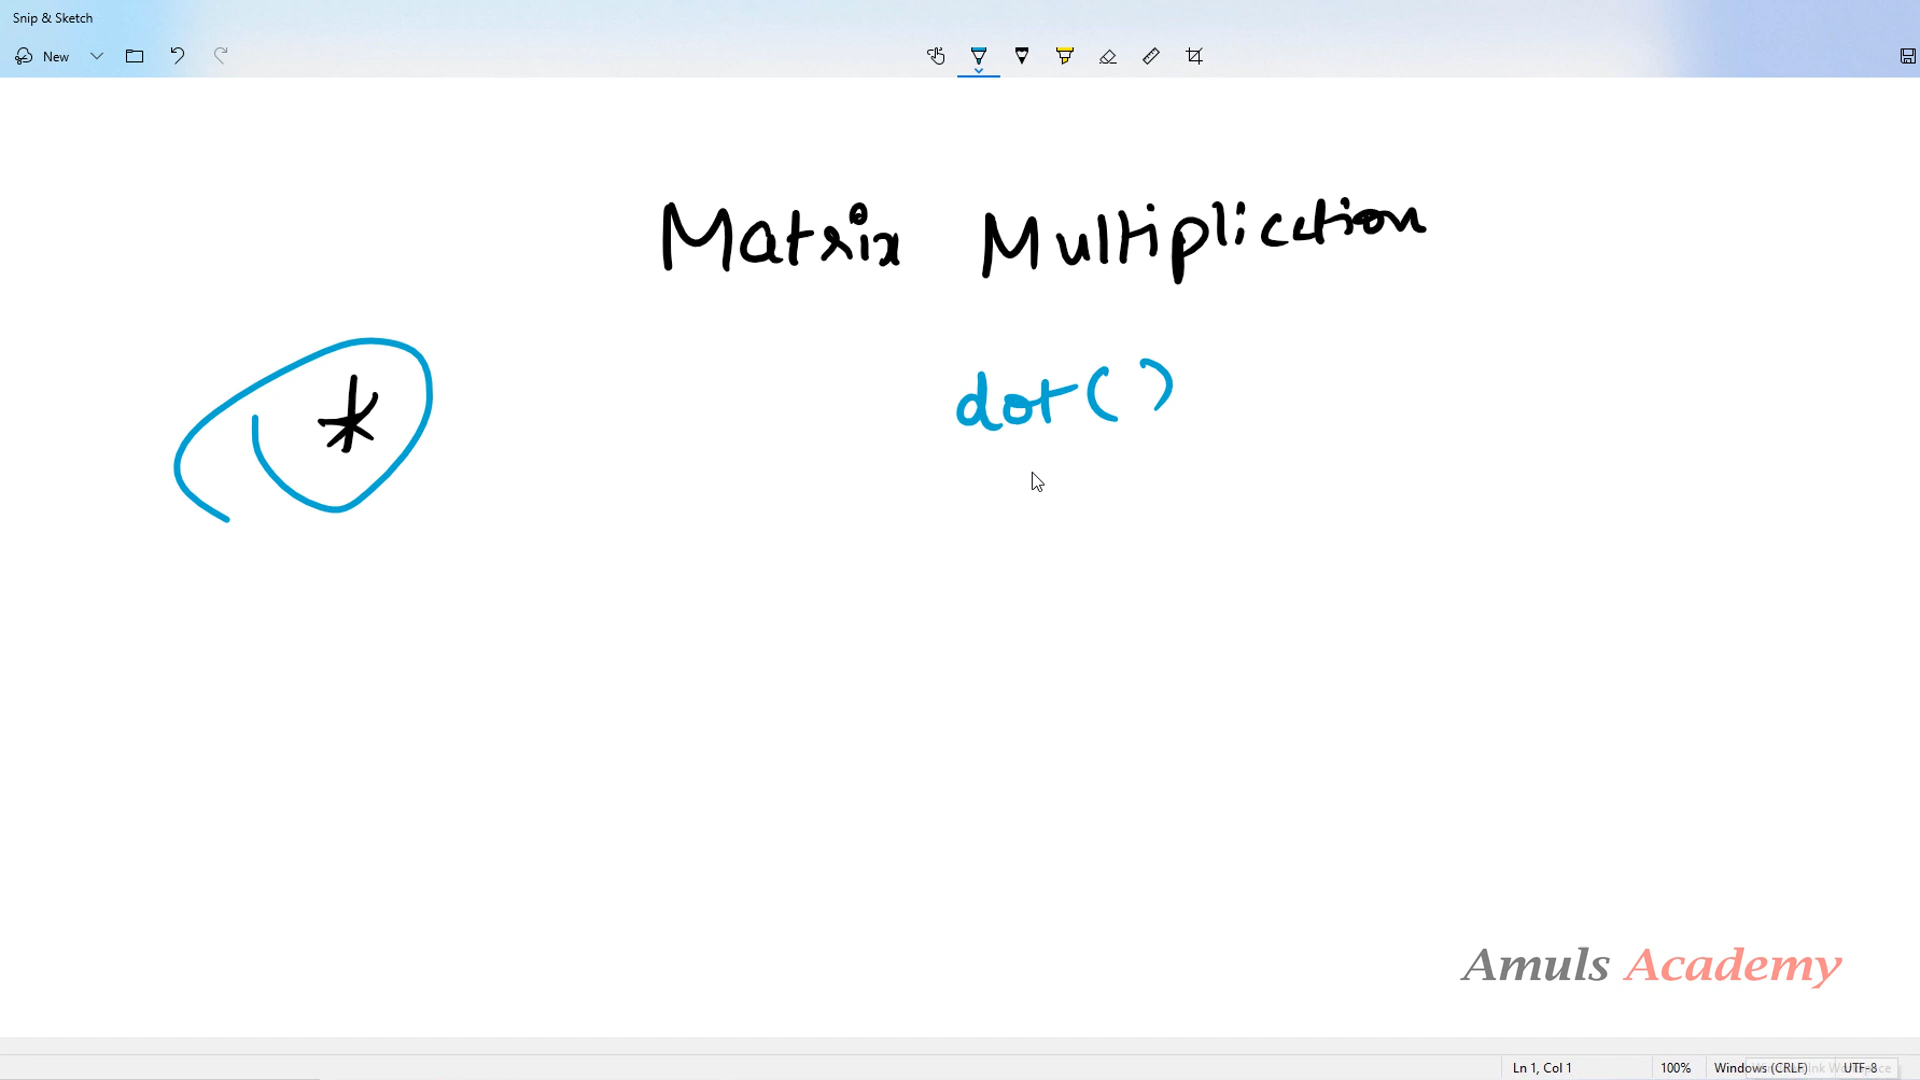 Snip & Sketch
New
Matrix Multiplication
*
dot()
Amuls Academy
Ln 1, Col 1 100% Windows (CRLF) UTF-8